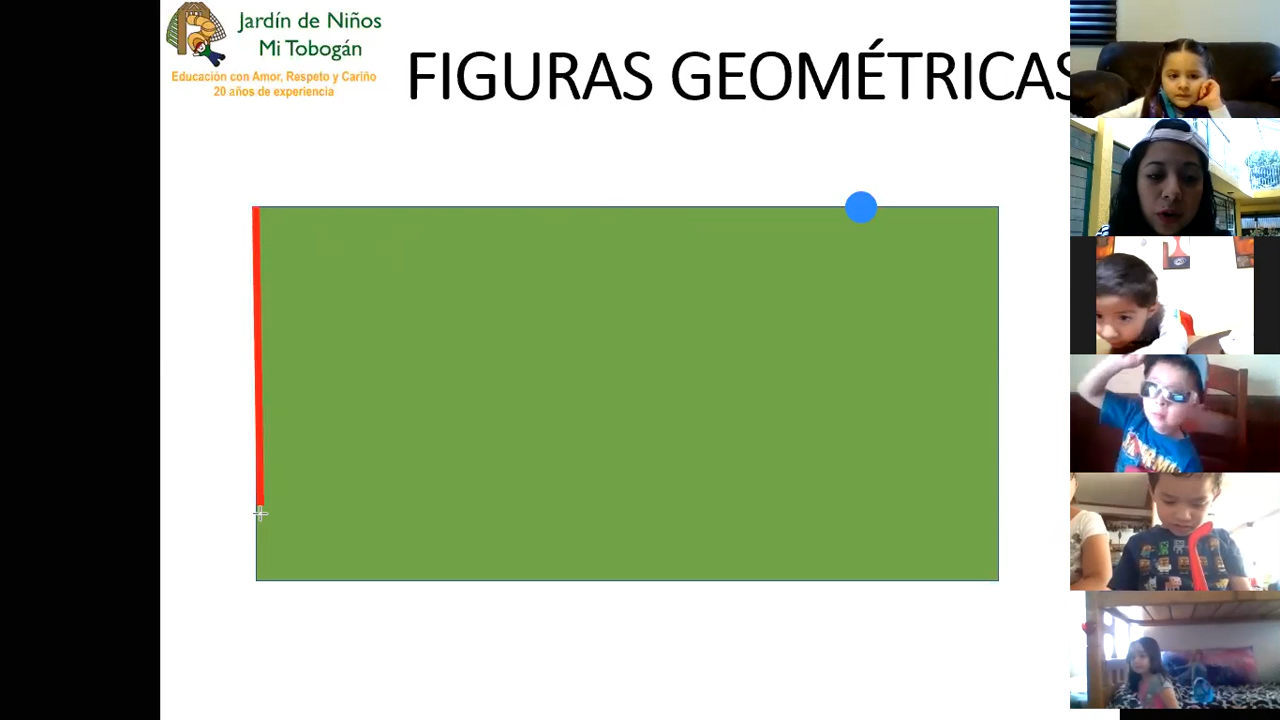 Jardín de Niños
Mi Tobogán
Educación con Amor, Respeto y Cariño
20 años de experiencia
FIGURAS GEOMÉTRICAS